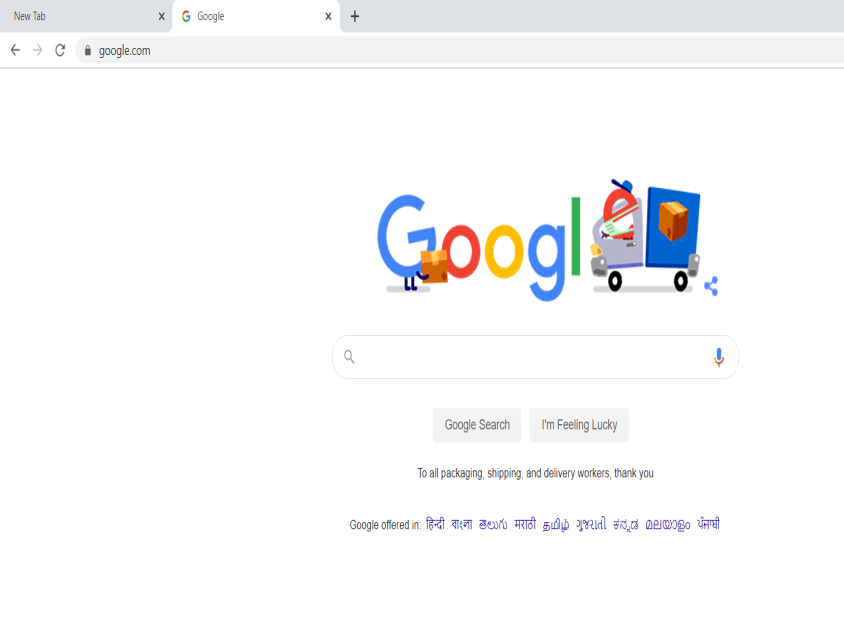 New Tab
Google
google.com
Google
Google Search
I'm Feeling Lucky
To all packaging, shipping, and delivery workers, thank you
Google offered in: हिन्दी বাংলা తెలుగు मराठी தமிழ் ગુજરાતી ಕನ್ನಡ മലയാളം ਪੰਜਾਬੀ